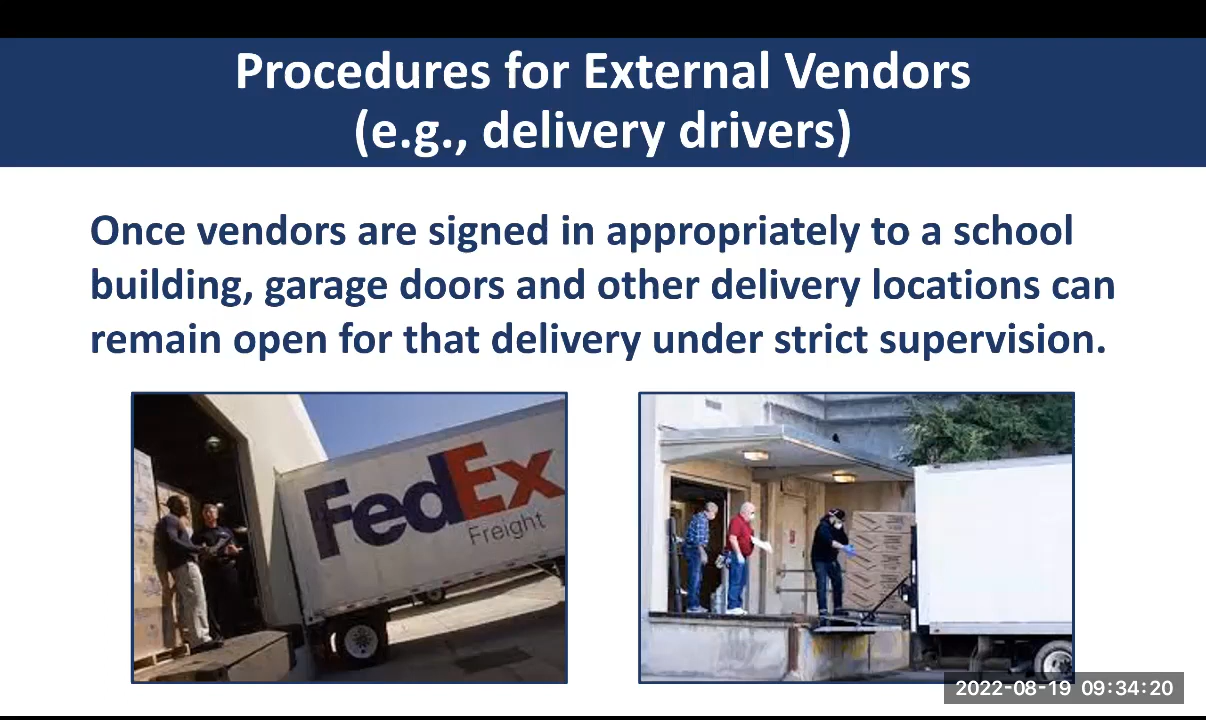 Procedures for External Vendors
(e.g., delivery drivers)
Once vendors are signed in appropriately to a school
building, garage doors and other delivery locations can
remain open for that delivery under strict supervision.
FedEx
Freight
2022-08-19 09:34:20